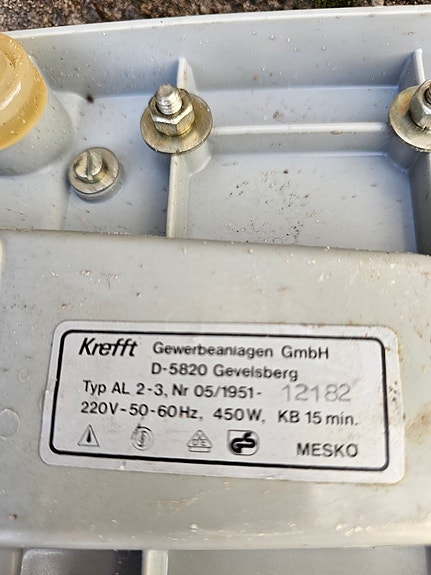 Krefft Gewerbeanlagen GmbH
D-5820 Gevelsberg
Typ AL 2-3, Nr 05/1951- 12182
220V~50-60Hz, 450W, KB 15 min.
MESKO